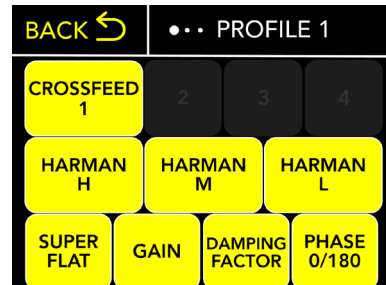 BACK ••• PROFILE 1
CROSSFEED 1 2 3 4
HARMAN H HARMAN M HARMAN L
SUPER FLAT GAIN DAMPING FACTOR PHASE 0/180